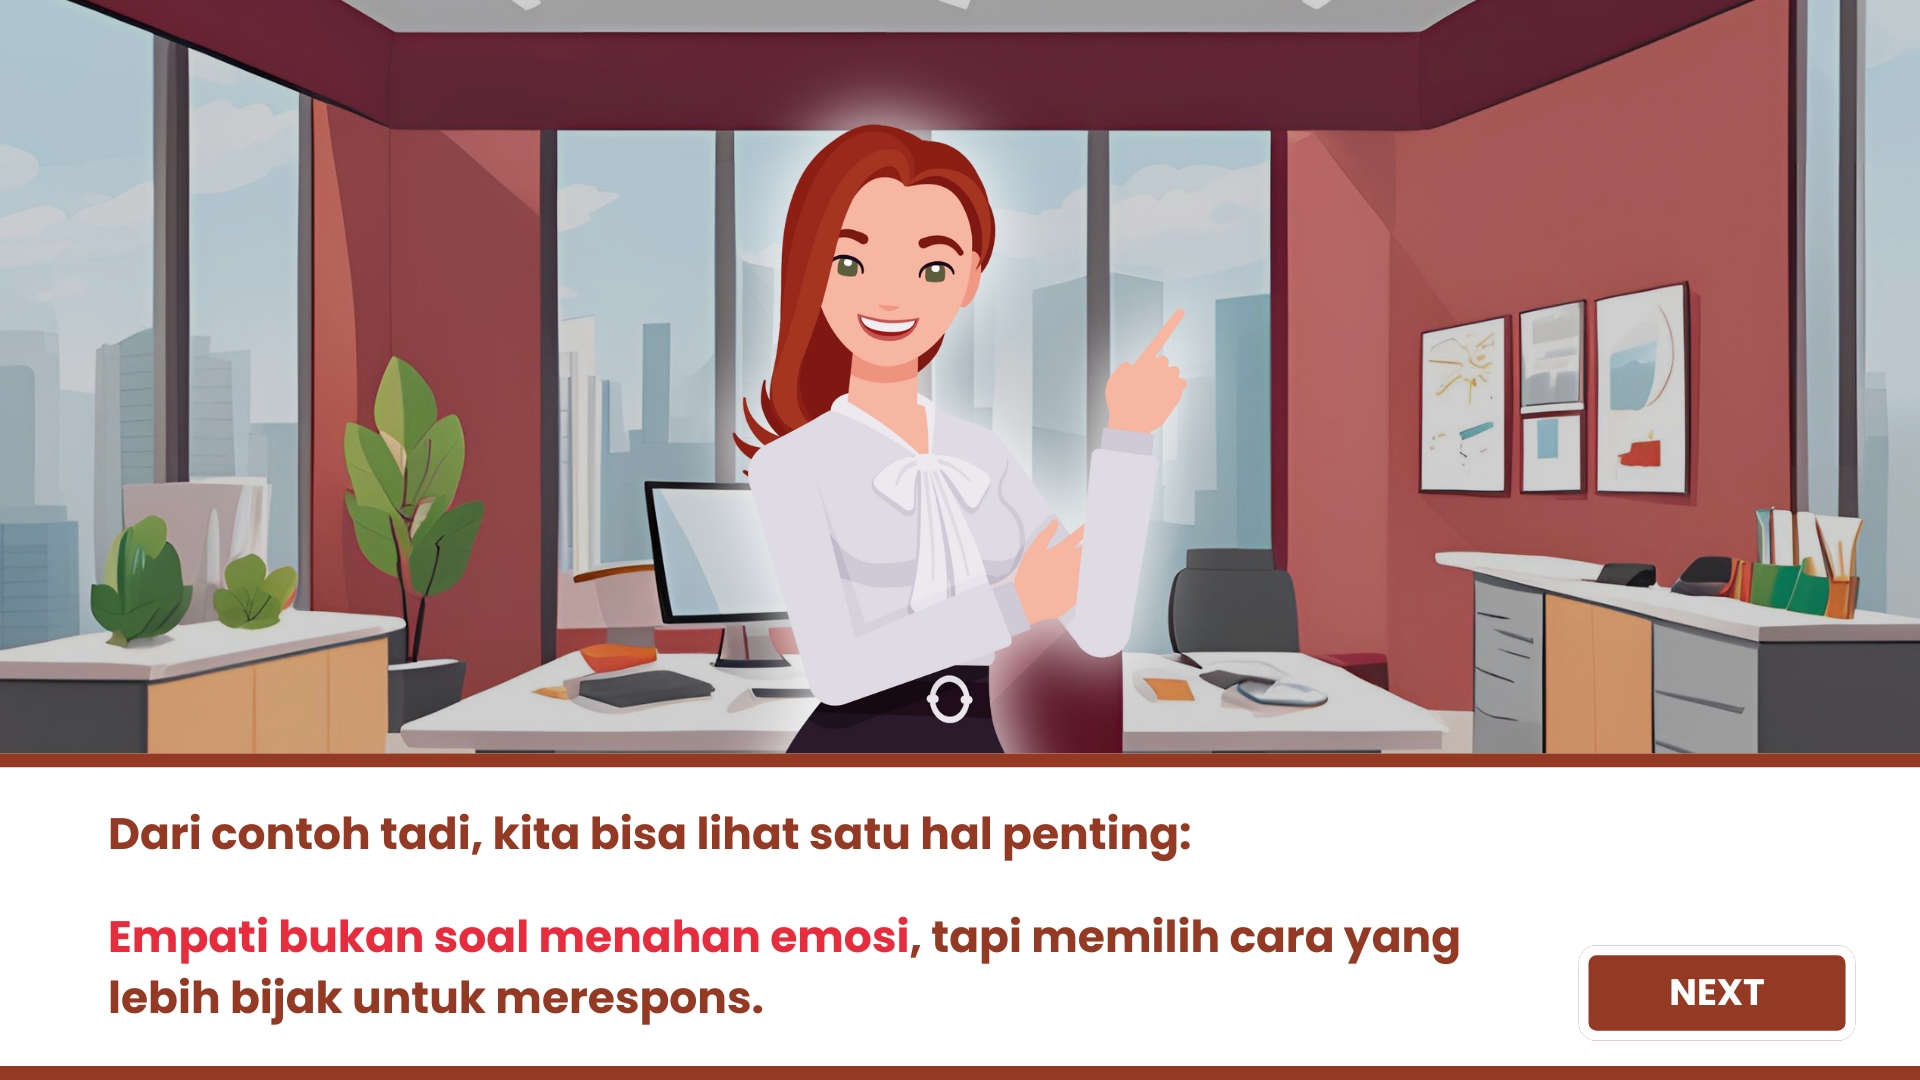 Dari contoh tadi, kita bisa lihat satu hal penting:
Empati bukan soal menahan emosi, tapi memilih cara yang
lebih bijak untuk merespons.
NEXT